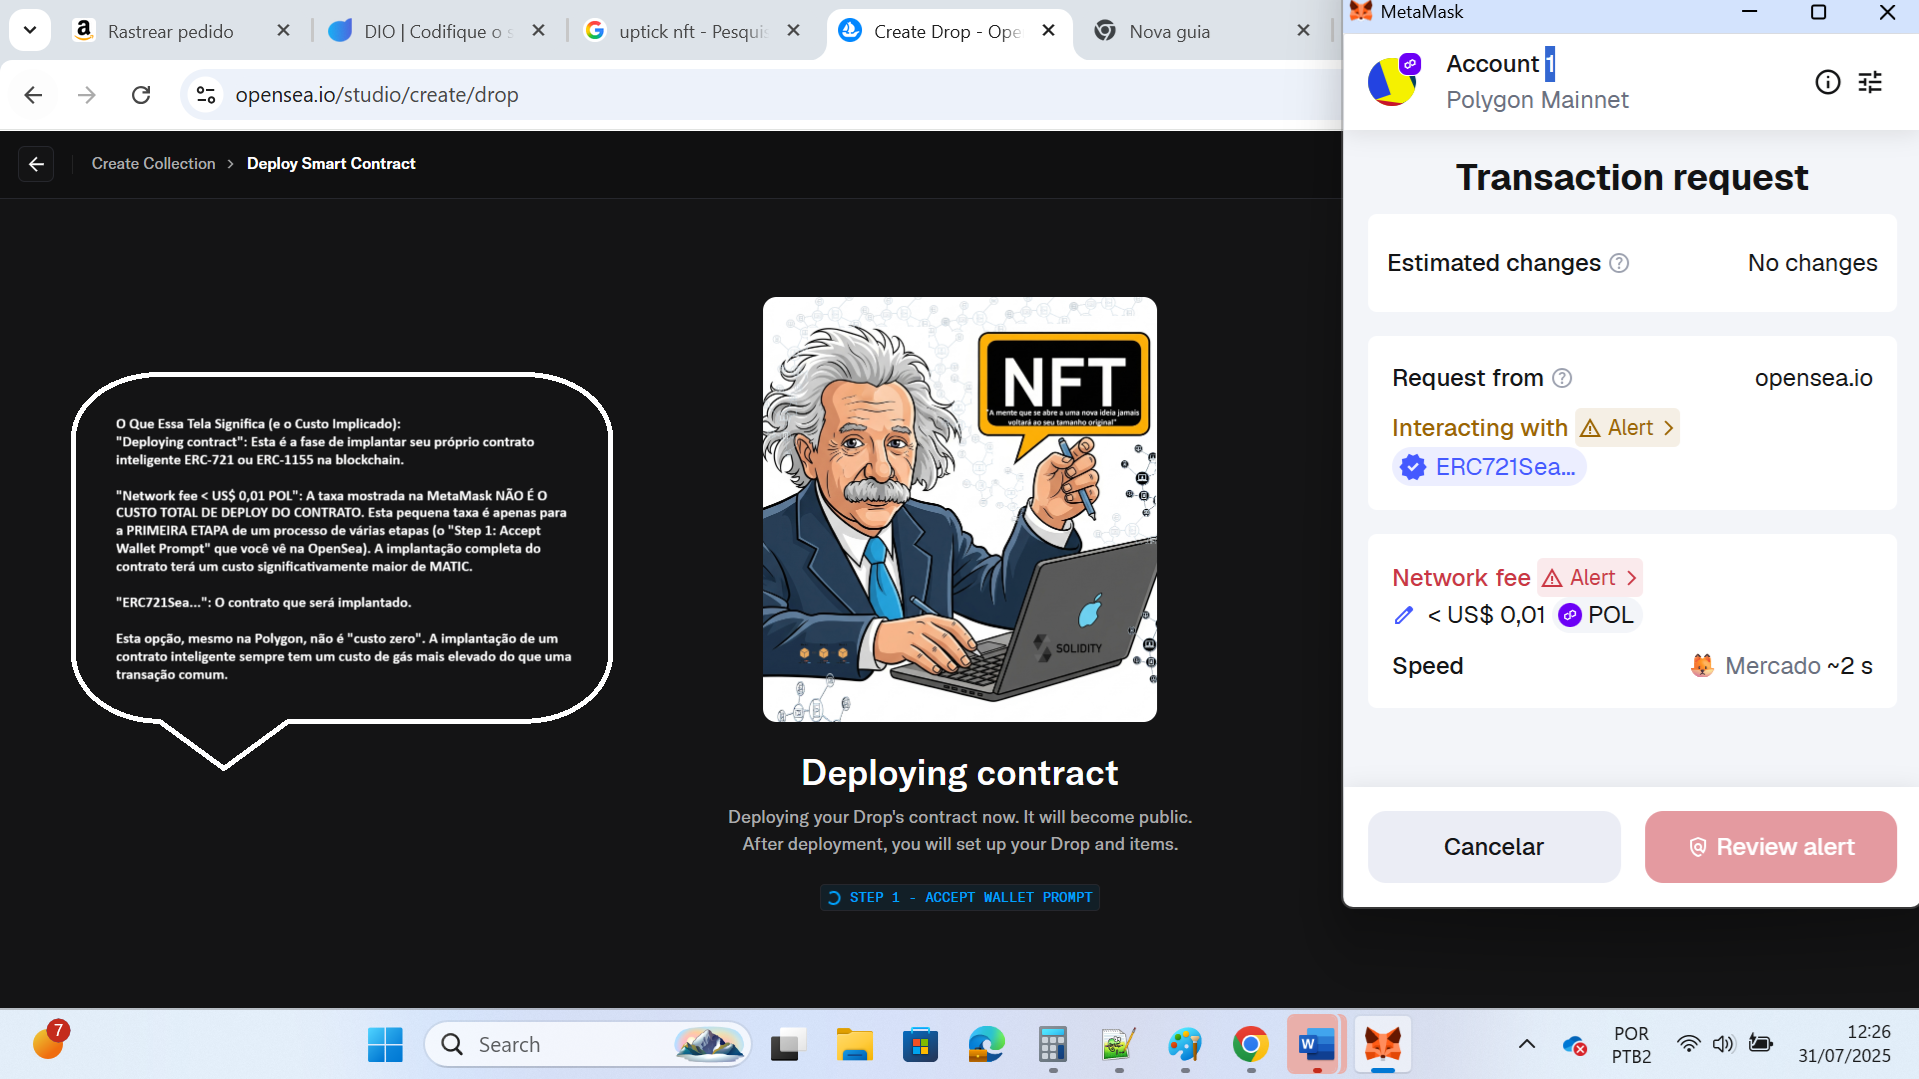 Rastrear pedido
DIO | Codifique o s
uptick nft - Pesquis
Create Drop - Ope
Nova guia
opensea.io/studio/create/drop
Create Collection > Deploy Smart Contract
O Que Essa Tela Significa (e o Custo Implicado):
"Deploying contract": Esta é a fase de implantar seu próprio contrato
inteligente ERC-721 ou ERC-1155 na blockchain.
"Network fee < US$ 0,01 POL": A taxa mostrada na MetaMask NÃO É O
CUSTO TOTAL DE DEPLOY DO CONTRATO. Esta pequena taxa é apenas para
a PRIMEIRA ETAPA de um processo de várias etapas (o "Step 1: Accept
Wallet Prompt" que você vê na OpenSea). A implantação completa do
contrato terá um custo significativamente maior de MATIC.
"ERC721Sea...": O contrato que será implantado.
Esta opção, mesmo na Polygon, não é "custo zero". A implantação de um
contrato inteligente sempre tem um custo de gás mais elevado do que uma
transação comum.
NFT
"A mente que se abre a uma nova ideia jamais
voltará ao seu tamanho original"
SOLIDITY
Deploying contract
Deploying your Drop's contract now. It will become public.
After deployment, you will set up your Drop and items.
STEP 1 - ACCEPT WALLET PROMPT
MetaMask
Account 1
Polygon Mainnet
Transaction request
Estimated changes ? No changes
Request from ? opensea.io
Interacting with Alert >
ERC721Sea...
Network fee Alert >
< US$ 0,01 POL
Speed Mercado ~2 s
Cancelar
Review alert
7
Search
POR
PTB2
12:26
31/07/2025